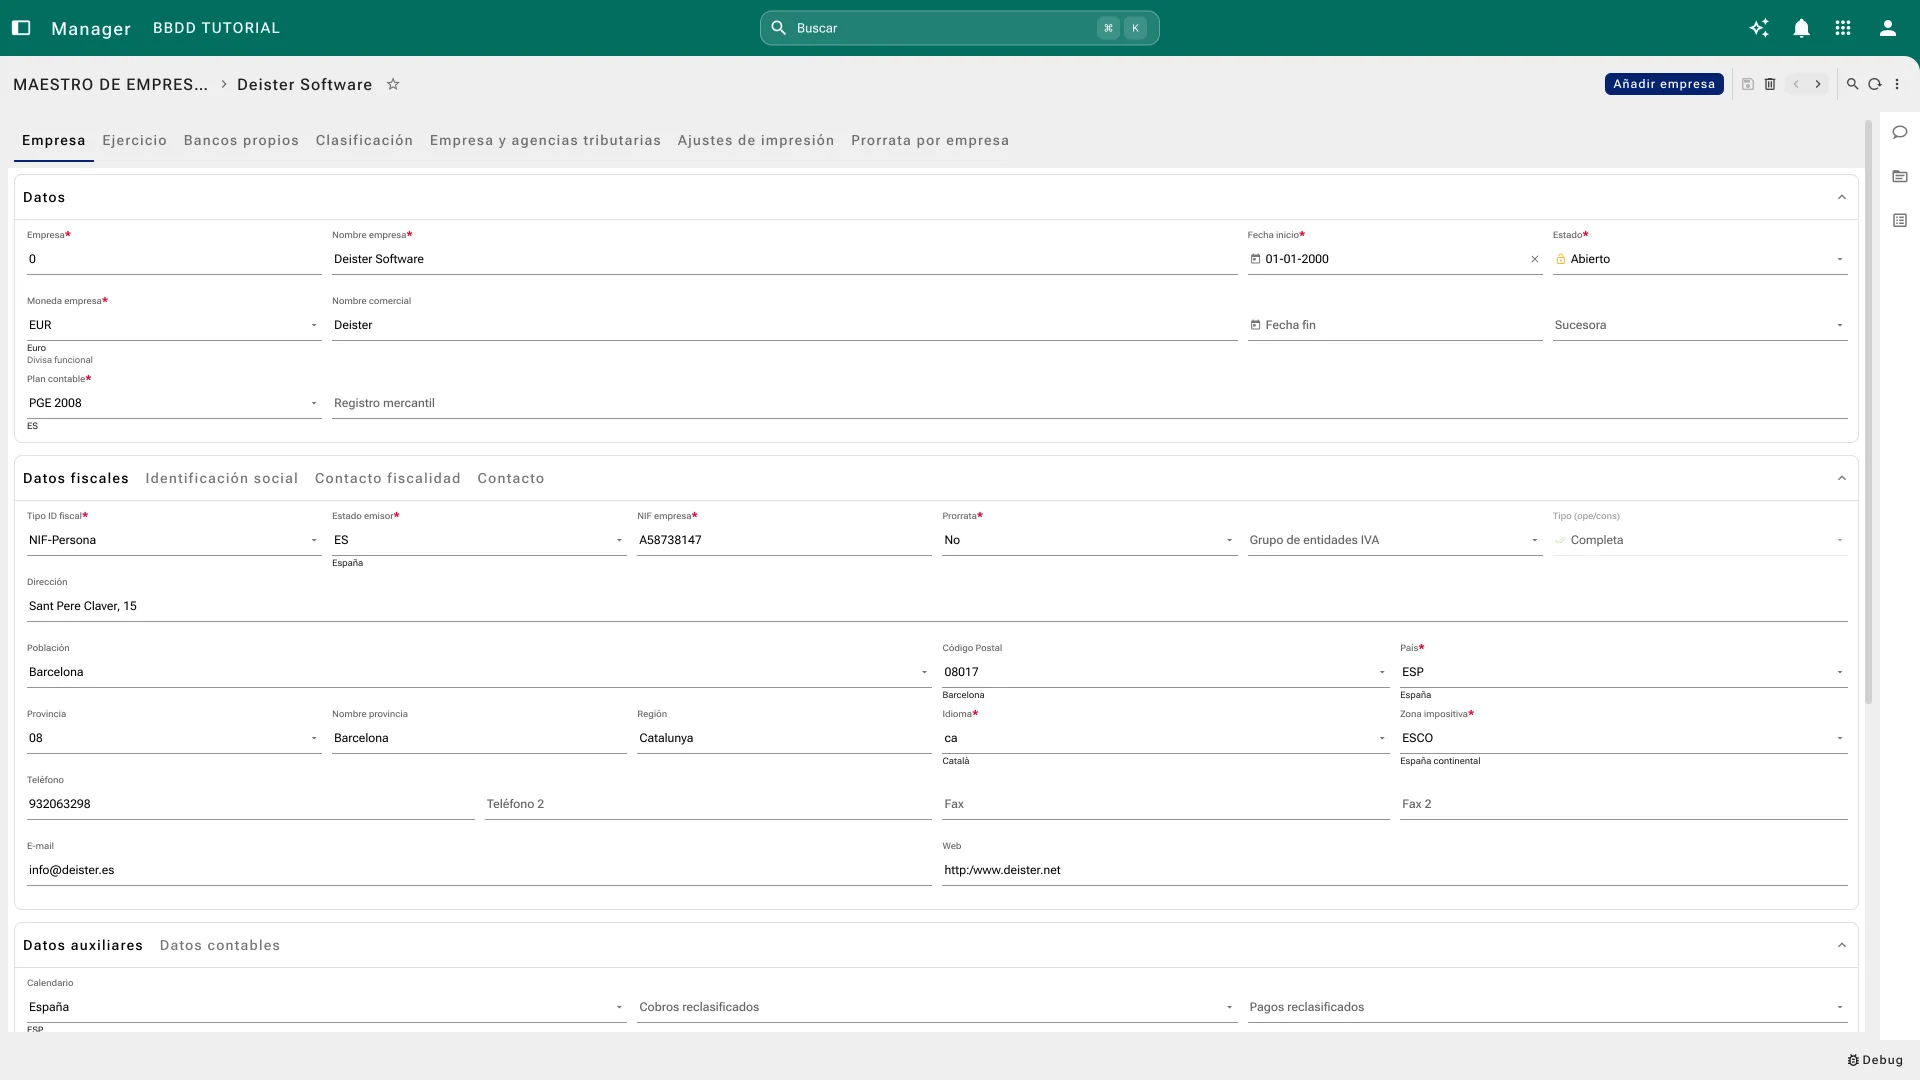 Manager BBDD TUTORIAL Buscar ⌘ K
MAESTRO DE EMPRES... > Deister Software Añadir empresa
Empresa Ejercicio Bancos propios Clasificación Empresa y agencias tributarias Ajustes de impresión Prorrata por empresa
Datos
Empresa* Nombre empresa* Fecha inicio* Estado*
0 Deister Software 01-01-2000 Abierto
Moneda empresa* Nombre comercial
EUR Deister Fecha fin Sucesora
Euro
Divisa funcional
Plan contable*
PGE 2008 Registro mercantil
ES
Datos fiscales Identificación social Contacto fiscalidad Contacto
Tipo ID fiscal* Estado emisor* NIF empresa* Prorrata* Tipo (ope/cons)
NIF-Persona ES A58738147 No Grupo de entidades IVA Completa
España
Dirección
Sant Pere Claver, 15
Población Código Postal País*
Barcelona 08017 ESP
Barcelona España
Provincia Nombre provincia Región Idioma* Zona impositiva*
08 Barcelona Catalunya ca ESCO
Català España continental
Teléfono
932063298 Teléfono 2 Fax Fax 2
E-mail Web
info@deister.es http:/www.deister.net
Datos auxiliares Datos contables
Calendario
España Cobros reclasificados Pagos reclasificados
ESP
Debug